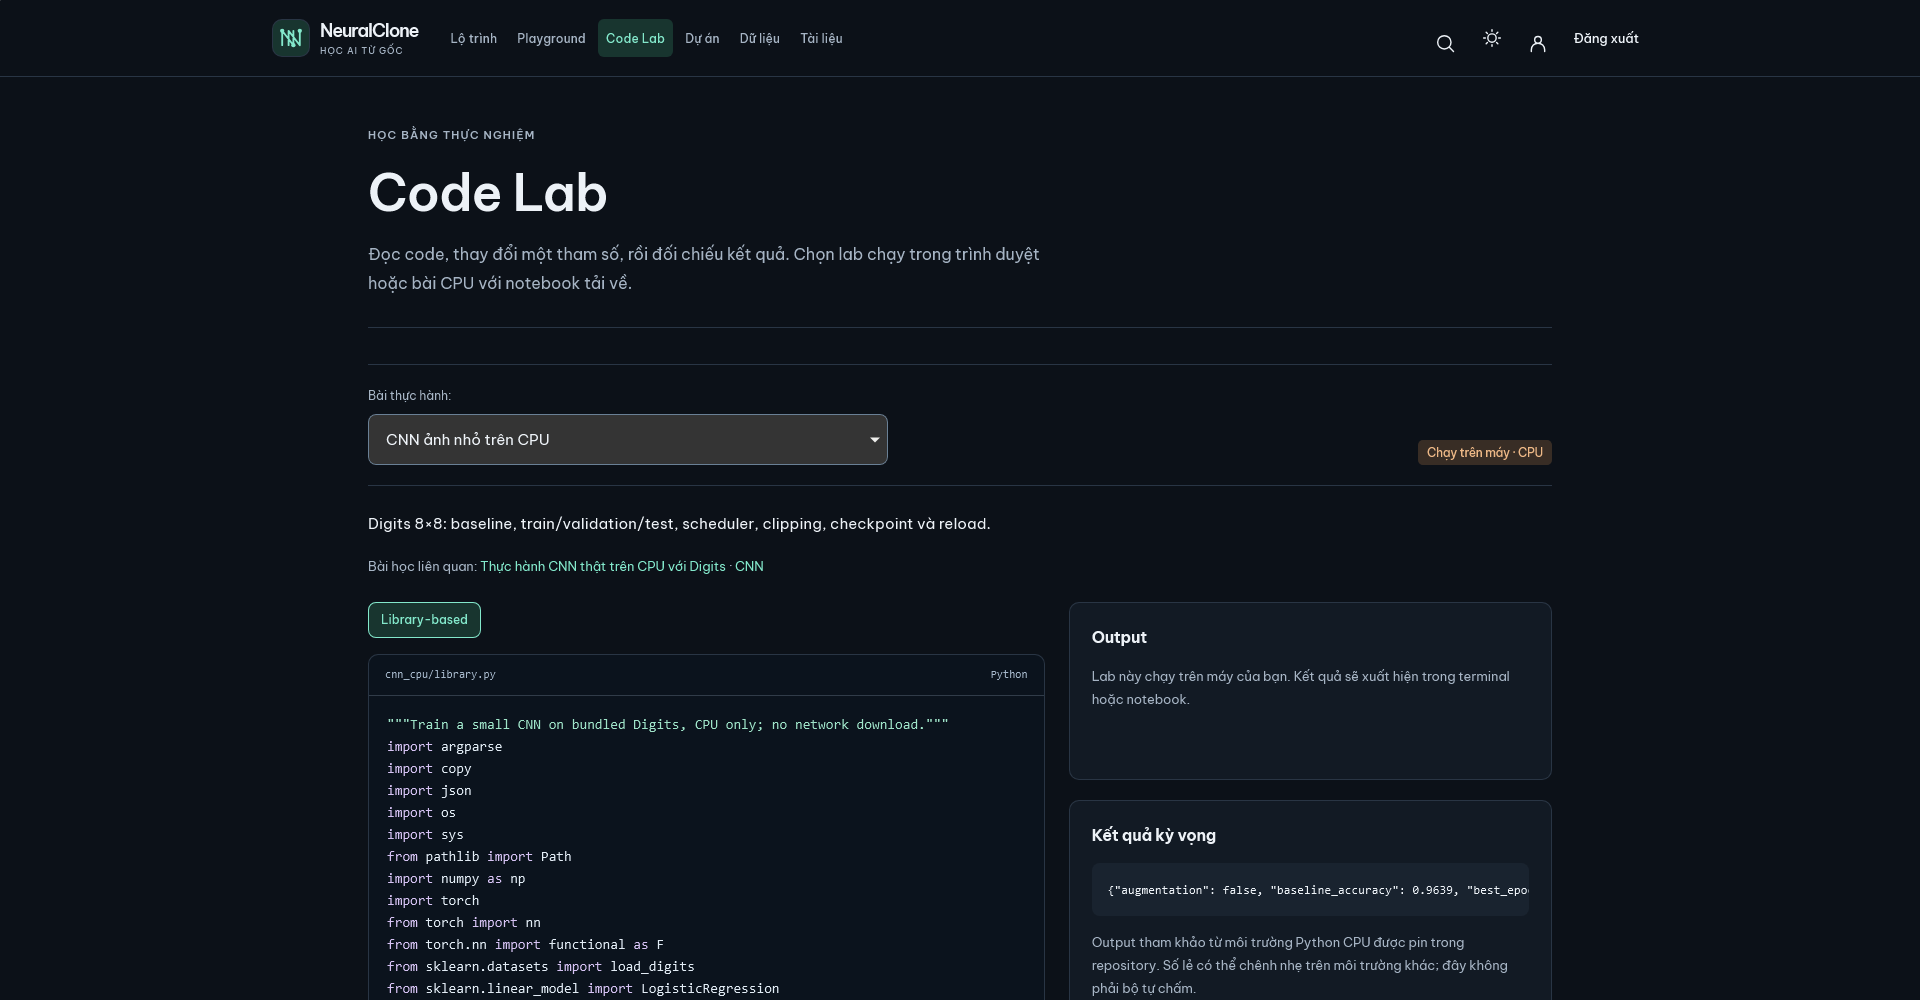 NeuralClone
HỌC AI TỪ GỐC
Lộ trình
Playground
Code Lab
Dự án
Dữ liệu
Tài liệu
Đăng xuất
HỌC BẰNG THỰC NGHIỆM
Code Lab
Đọc code, thay đổi một tham số, rồi đối chiếu kết quả. Chọn lab chạy trong trình duyệt
hoặc bài CPU với notebook tải về.
Bài thực hành:
CNN ảnh nhỏ trên CPU
Chạy trên máy · CPU
Digits 8×8: baseline, train/validation/test, scheduler, clipping, checkpoint và reload.
Bài học liên quan: Thực hành CNN thật trên CPU với Digits · CNN
Library-based
cnn_cpu/library.py
Python
"""Train a small CNN on bundled Digits, CPU only; no network download."""
import argparse
import copy
import json
import os
import sys
from pathlib import Path
import numpy as np
import torch
from torch import nn
from torch.nn import functional as F
from sklearn.datasets import load_digits
from sklearn.linear_model import LogisticRegression
Output
Lab này chạy trên máy của bạn. Kết quả sẽ xuất hiện trong terminal
hoặc notebook.
Kết quả kỳ vọng
{"augmentation": false, "baseline_accuracy": 0.9639, "best_epo
Output tham khảo từ môi trường Python CPU được pin trong
repository. Số lẻ có thể chênh nhẹ trên môi trường khác; đây không
phải bộ tự chấm.